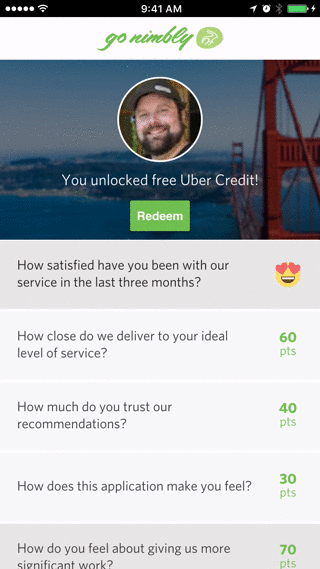 9:41 AM
go nimbly
You unlocked free Uber Credit!
Redeem
How satisfied have you been with our
service in the last three months?
How close do we deliver to your ideal
level of service?
60
pts
How much do you trust our
recommendations?
40
pts
How does this application make you feel?
30
pts
How do you feel about giving us more
significant work?
70
pts